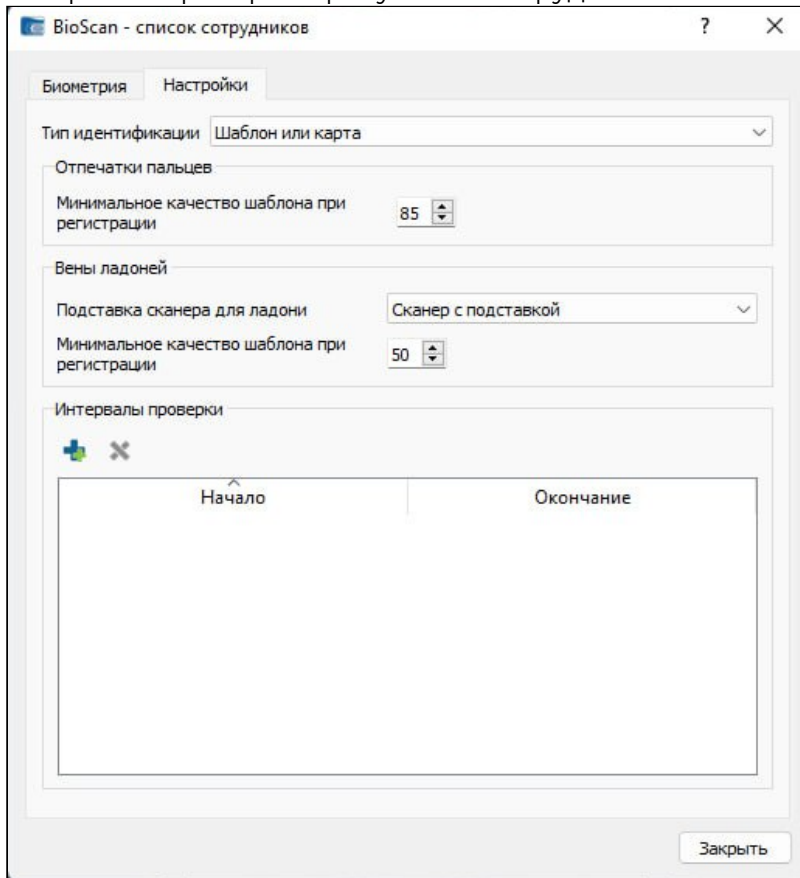 BioScan - список сотрудников
?
Биометрия Настройки
Тип идентификации Шаблон или карта
Отпечатки пальцев
Минимальное качество шаблона при
регистрации
85
Вены ладоней
Подставка сканера для ладони Сканер с подставкой
Минимальное качество шаблона при
регистрации
50
Интервалы проверки
Начало Окончание
Закрыть